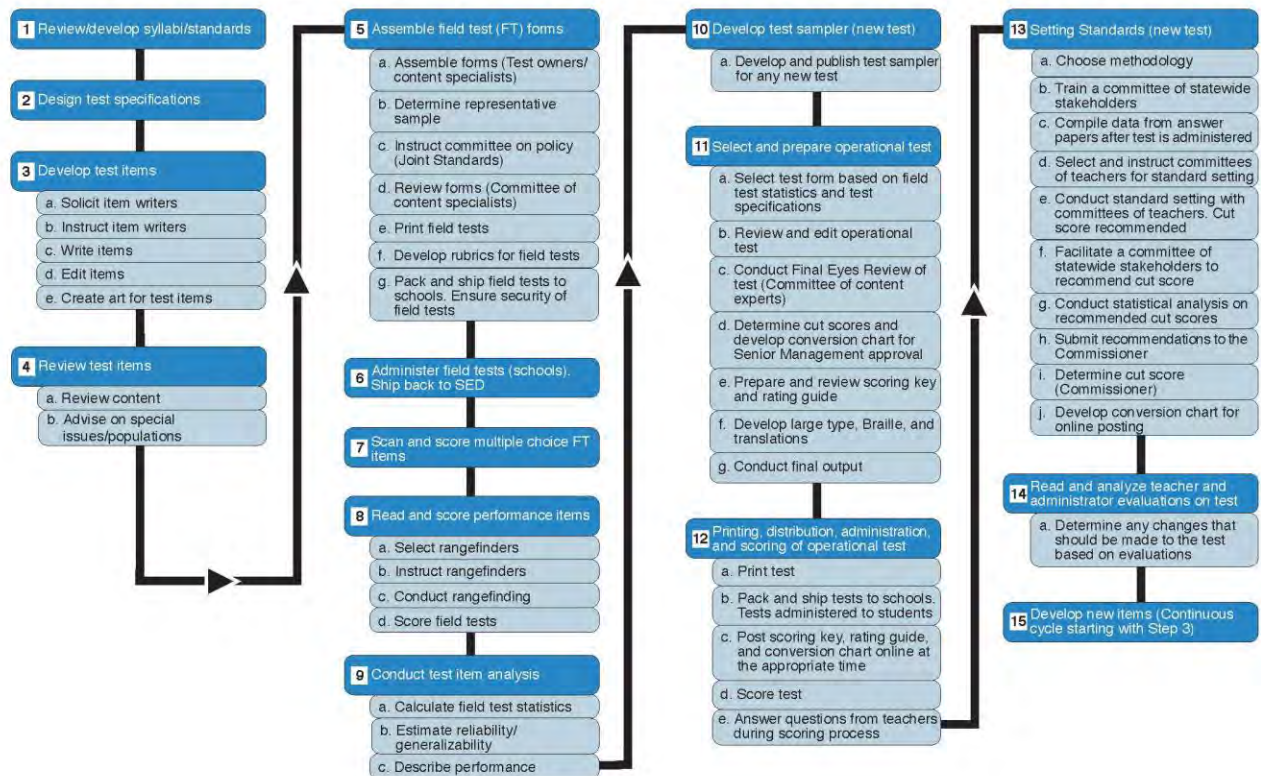 1 Review/develop syllabi/standards
2 Design test specifications
3 Develop test items
a. Solicit item writers
b. Instruct item writers
c. Write items
d. Edit items
e. Create art for test items
4 Review test items
a. Review content
b. Advise on special
issues/populations
5 Assemble field test (FT) forms
a. Assemble forms (Test owners/
content specialists)
b. Determine representative
sample
c. Instruct committee on policy
(Joint Standards)
d. Review forms (Committee of
content specialists)
e. Print field tests
f. Develop rubrics for field tests
g. Pack and ship field tests to
schools. Ensure security of
field tests
6 Administer field tests (schools).
Ship back to SED
7 Scan and score multiple choice FT
items
8 Read and score performance items
a. Select rangefinders
b. Instruct rangefinders
c. Conduct rangefinding
d. Score field tests
9 Conduct test item analysis
a. Calculate field test statistics
b. Estimate reliability/
generalizability
c. Describe performance
10 Develop test sampler (new test)
a. Develop and publish test sampler
for any new test
11 Select and prepare operational test
a. Select test form based on field
test statistics and test
specifications
b. Review and edit operational
test
c. Conduct Final Eyes Review of
test (Committee of content
experts)
d. Determine cut scores and
develop conversion chart for
Senior Management approval
e. Prepare and review scoring key
and rating guide
f. Develop large type, Braille, and
translations
g. Conduct final output
12 Printing, distribution, administration,
and scoring of operational test
a. Print test
b. Pack and ship tests to schools.
Tests administered to students
c. Post scoring key, rating guide,
and conversion chart online at
the appropriate time
d. Score test
e. Answer questions from teachers
during scoring process
13 Setting Standards (new test)
a. Choose methodology
b. Train a committee of statewide
stakeholders
c. Compile data from answer
papers after test is administered
d. Select and instruct committees
of teachers for standard setting
e. Conduct standard setting with
committees of teachers. Cut
score recommended
f. Facilitate a committee of
statewide stakeholders to
recommend cut score
g. Conduct statistical analysis on
recommended cut scores
h. Submit recommendations to the
Commissioner
i. Determine cut score
(Commissioner)
j. Develop conversion chart for
online posting
14 Read and analyze teacher and
administrator evaluations on test
a. Determine any changes that
should be made to the test
based on evaluations
15 Develop new items (Continuous
cycle starting with Step 3)